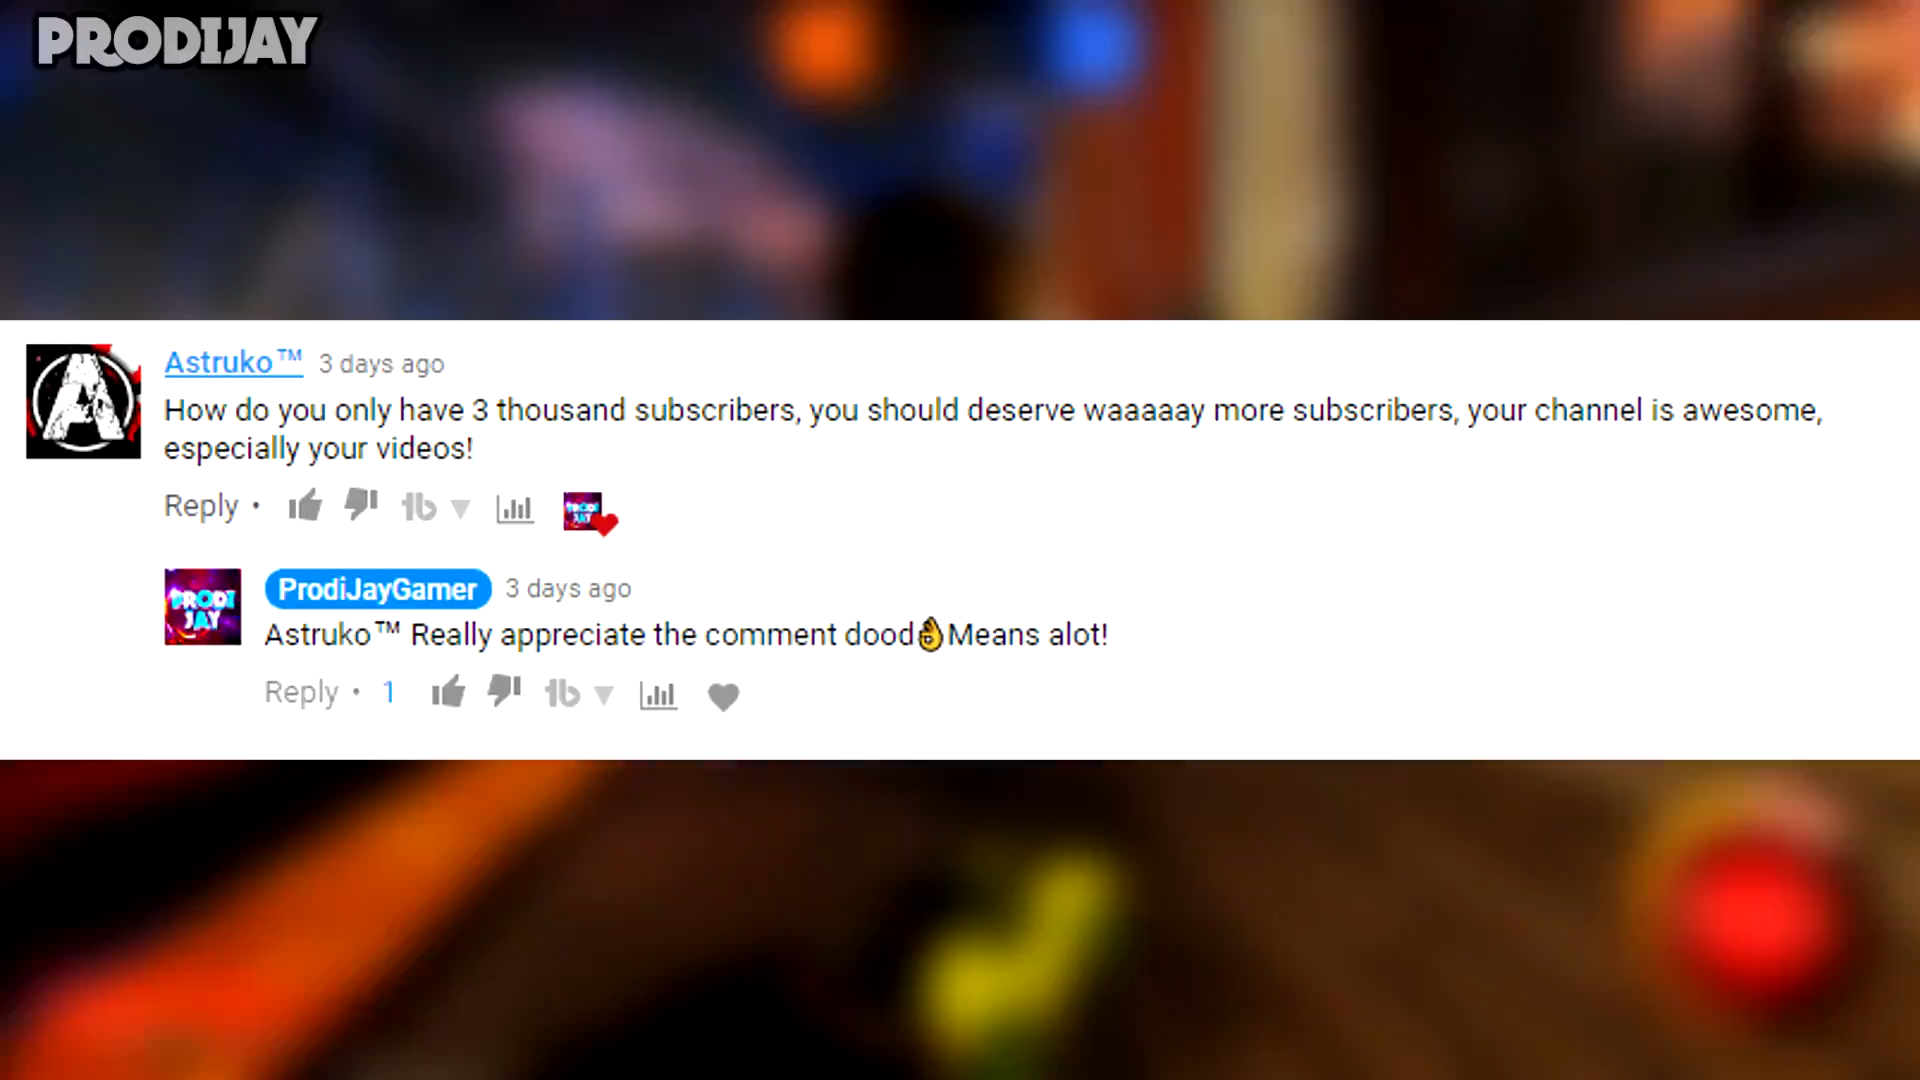 PRODIJAY
Astruko™ 3 days ago
How do you only have 3 thousand subscribers, you should deserve waaaaay more subscribers, your channel is awesome,
especially your videos!
Reply •
PRODI
JAY
ProdiJayGamer 3 days ago
Astruko™ Really appreciate the comment dood👌Means alot!
Reply • 1